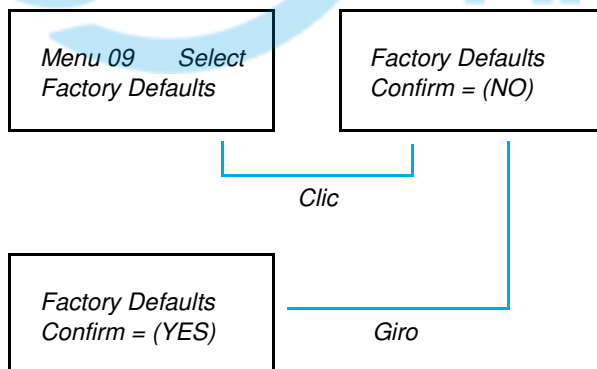 Menu 09 Select
Factory Defaults
Factory Defaults
Confirm = (NO)
Clic
Factory Defaults
Confirm = (YES)
Giro